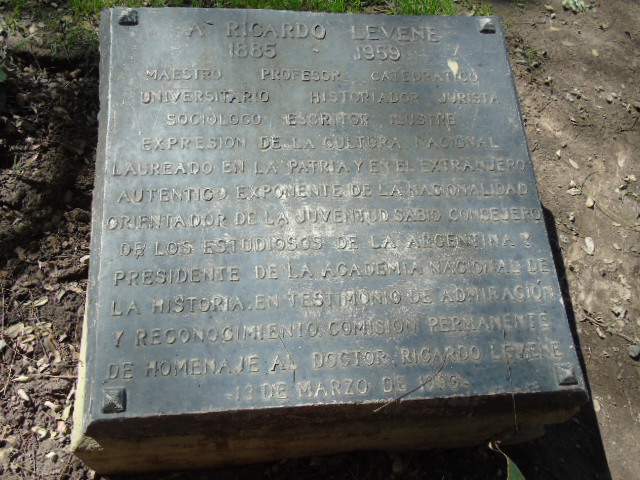 A RICARDO LEVENE
1885 - 1959
MAESTRO PROFESOR CATEDRATICO
UNIVERSITARIO HISTORIADOR JURISTA
SOCIOLOGO ESCRITOR ILUSTRE
EXPRESION DE LA CULTURA NACIONAL
LAUREADO EN LA PATRIA Y EN EL EXTRANJERO
AUTENTICO EXPONENTE DE LA NACIONALIDAD
ORIENTADOR DE LA JUVENTUD SABIO CONCEJERO
DE LOS ESTUDIOSOS DE LA ARGENTINA Y
PRESIDENTE DE LA ACADEMIA NACIONAL DE
LA HISTORIA. EN TESTIMONIO DE ADMIRACIÓN
Y RECONOCIMIENTO COMISION PERMANENTE
DE HOMENAJE AL DOCTOR RICARDO LEVENE
13 DE MARZO DE